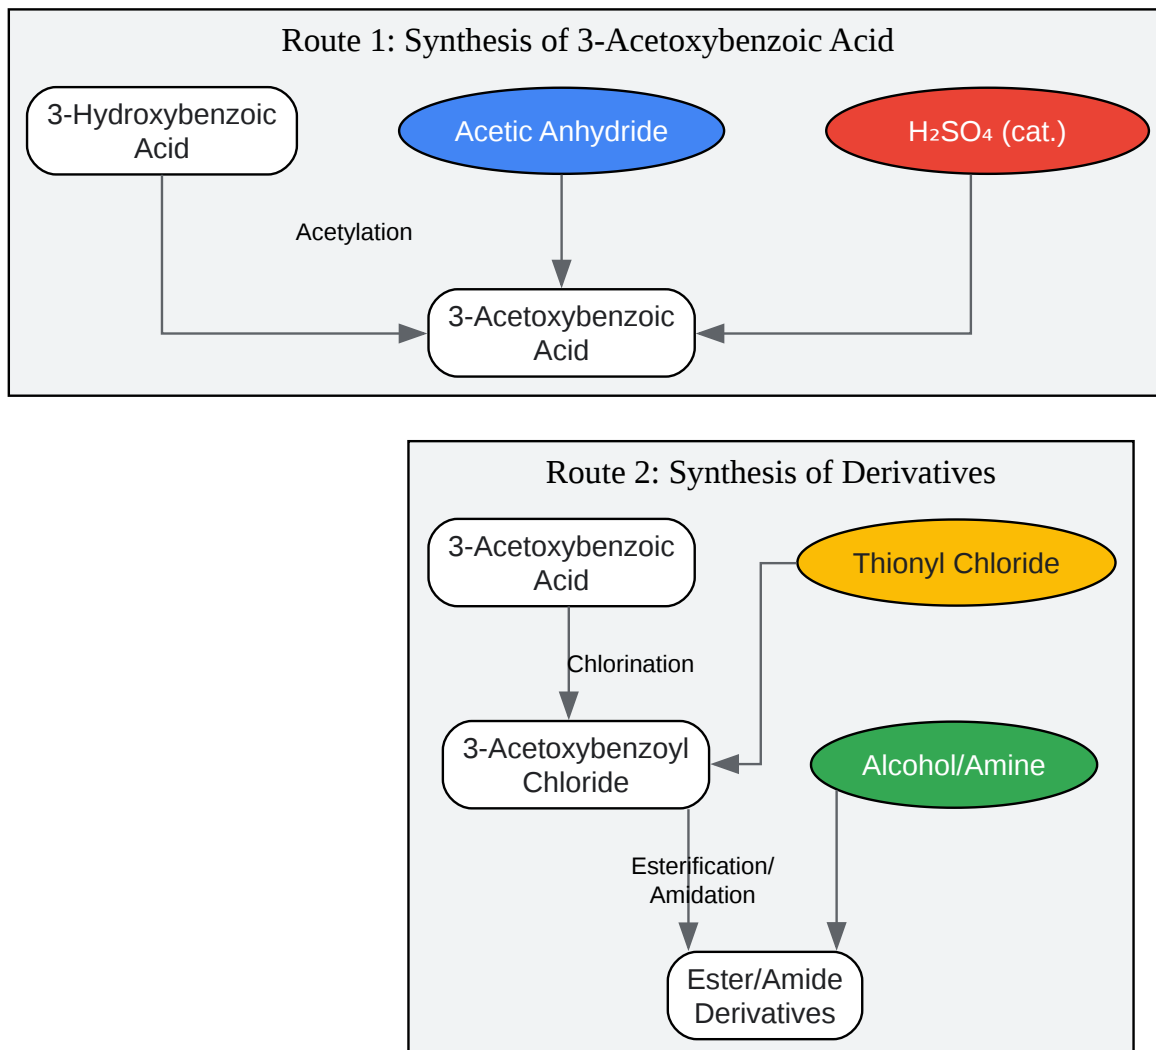 Route 1: Synthesis of 3-Acetoxybenzoic Acid
3-Hydroxybenzoic
Acid
Acetic Anhydride
H₂SO₄ (cat.)
Acetylation
3-Acetoxybenzoic
Acid
Route 2: Synthesis of Derivatives
3-Acetoxybenzoic
Acid
Thionyl Chloride
Chlorination
3-Acetoxybenzoyl
Chloride
Alcohol/Amine
Esterification/
Amidation
Ester/Amide
Derivatives